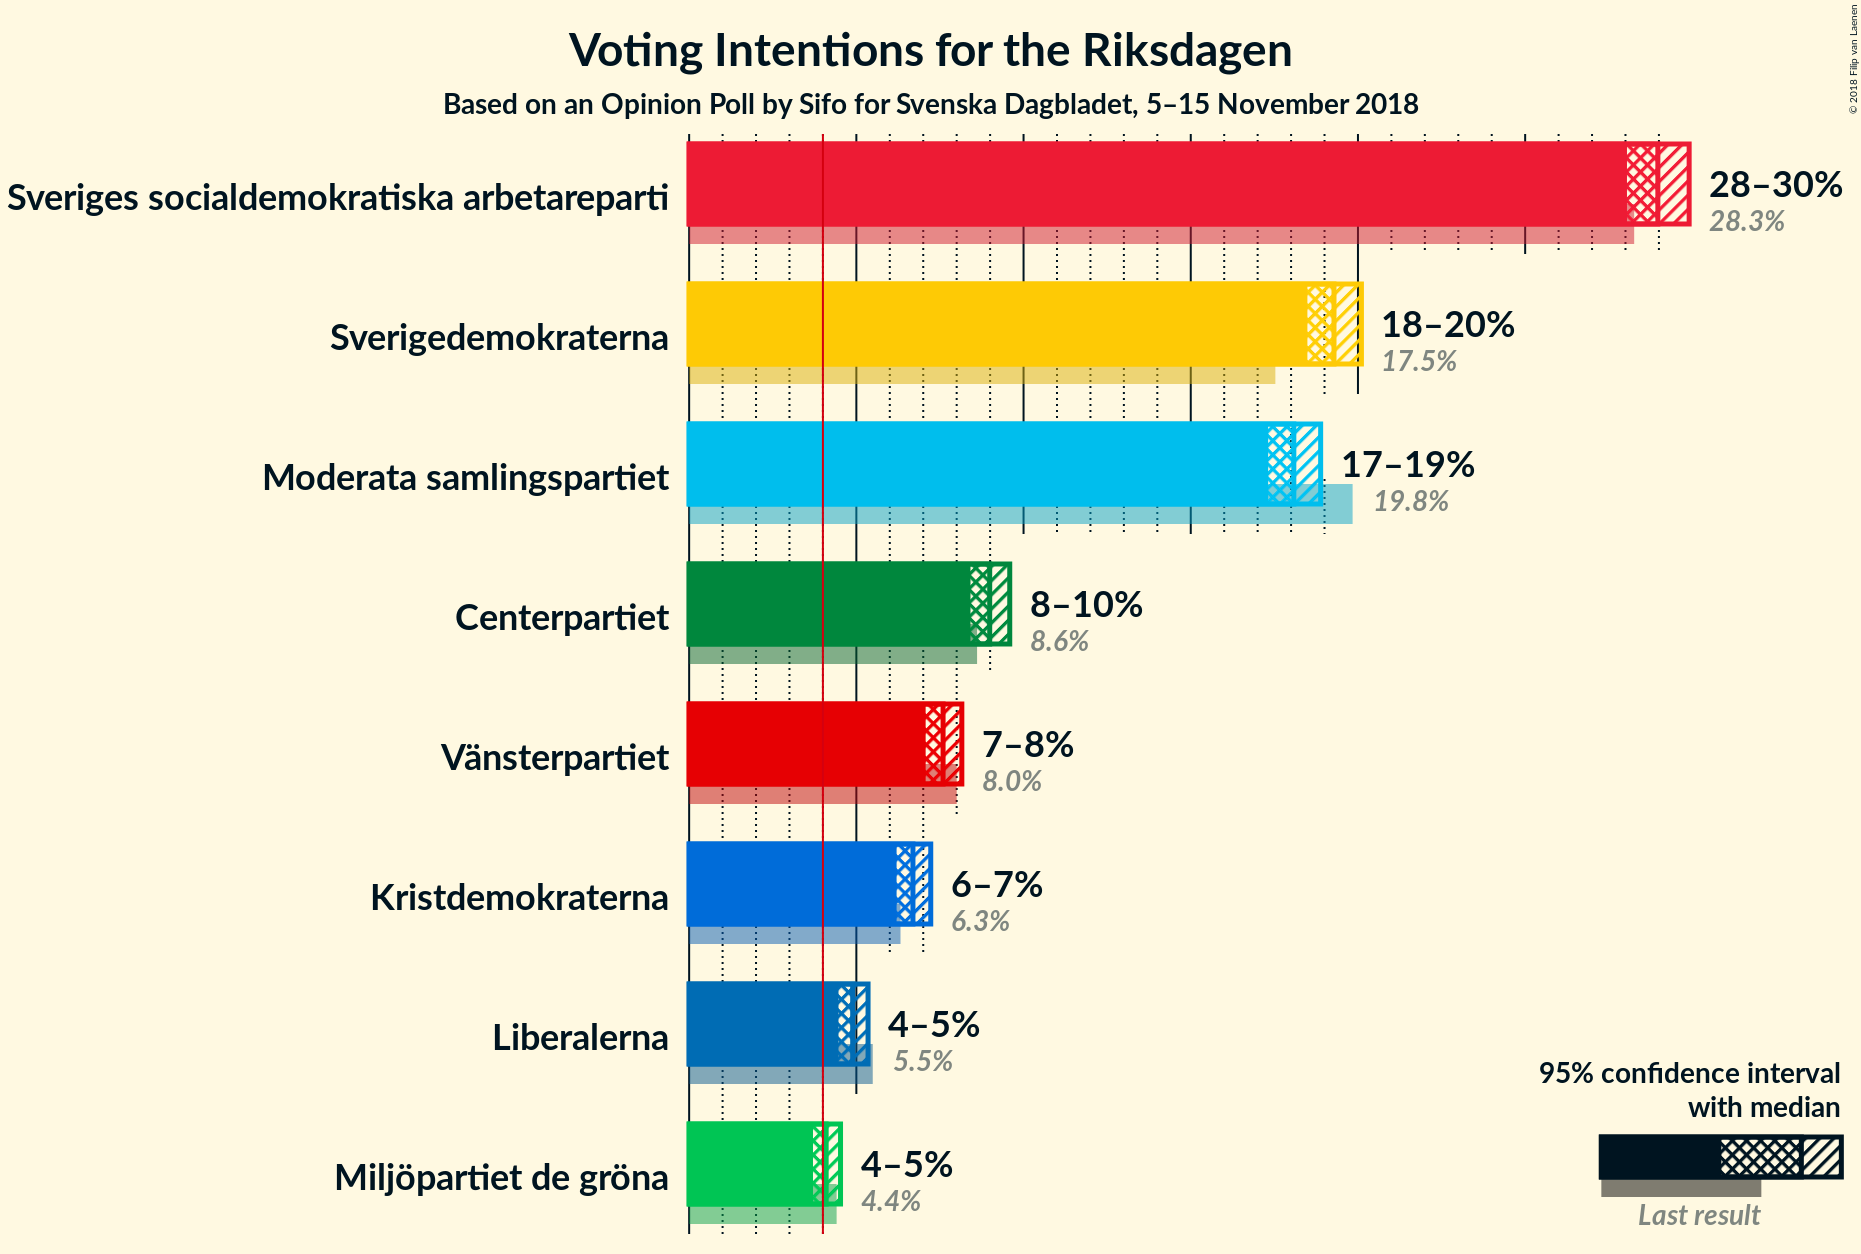 Voting Intentions for the Riksdagen
Based on an Opinion Poll by Sifo for Svenska Dagbladet, 5–15 November 2018
© 2018 Filip van Laenen
Sveriges socialdemokratiska arbetareparti
28–30%
28.3%
Sverigedemokraterna
18–20%
17.5%
Moderata samlingspartiet
17–19%
19.8%
Centerpartiet
8–10%
8.6%
Vänsterpartiet
7–8%
8.0%
Kristdemokraterna
6–7%
6.3%
Liberalerna
4–5%
5.5%
Miljöpartiet de gröna
4–5%
4.4%
95% confidence interval
with median
Last result